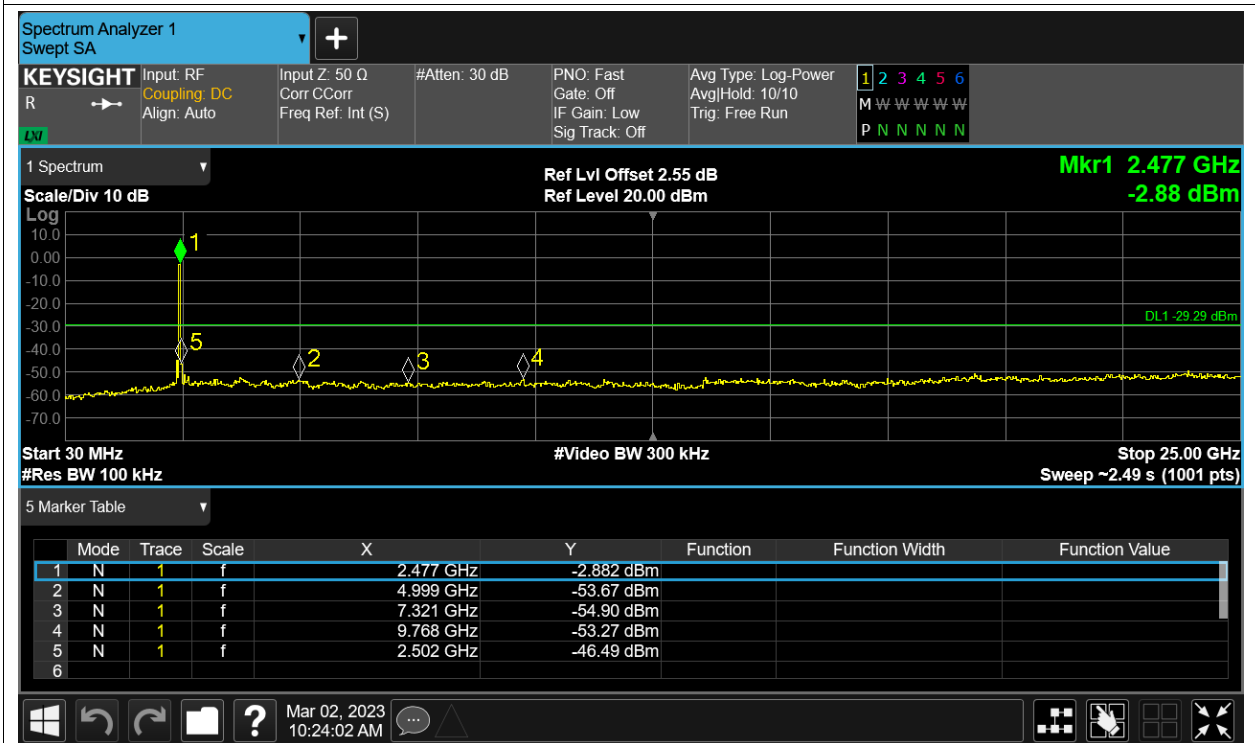 Spectrum Analyzer 1
Swept SA
KEYSIGHT
R
LXI
Input: RF
Coupling: DC
Align: Auto
Input Z: 50 Ω
Corr CCorr
Freq Ref: Int (S)
#Atten: 30 dB
PNO: Fast
Gate: Off
IF Gain: Low
Sig Track: Off
Avg Type: Log-Power
Avg|Hold: 10/10
Trig: Free Run
1 2 3 4 5 6
M W W W W W
P N N N N N
1 Spectrum
Scale/Div 10 dB
Ref Lvl Offset 2.55 dB
Ref Level 20.00 dBm
Mkr1 2.477 GHz
-2.88 dBm
Log
10.0
0.00
-10.0
-20.0
-30.0
-40.0
-50.0
-60.0
-70.0
1
5
2
3
4
DL1 -29.29 dBm
Start 30 MHz
#Video BW 300 kHz
Stop 25.00 GHz
#Res BW 100 kHz
Sweep ~2.49 s (1001 pts)
5 Marker Table
Mode Trace Scale X Y Function Function Width Function Value
1 N 1 f 2.477 GHz -2.882 dBm
2 N 1 f 4.999 GHz -53.67 dBm
3 N 1 f 7.321 GHz -54.90 dBm
4 N 1 f 9.768 GHz -53.27 dBm
5 N 1 f 2.502 GHz -46.49 dBm
6
?
Mar 02, 2023
10:24:02 AM